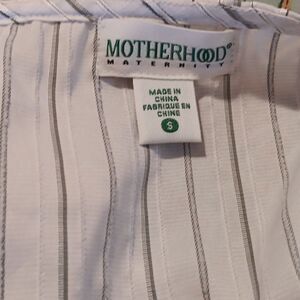 MOTHERHOOD®
MATERNITY
MADE IN
CHINA
FABRIQUE EN
CHINE
S